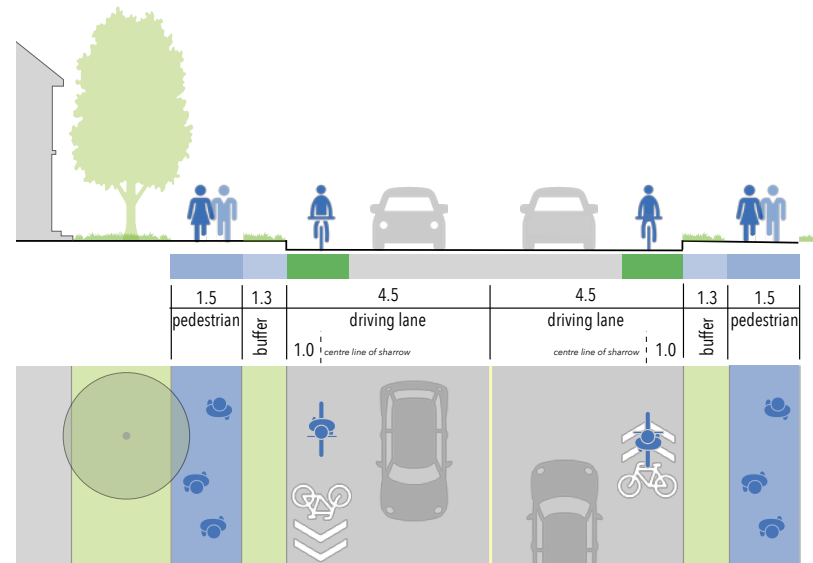 1.5 1.3 4.5 4.5 1.3 1.5
pedestrian buffer driving lane driving lane buffer pedestrian
1.0 centre line of sharrow centre line of sharrow 1.0